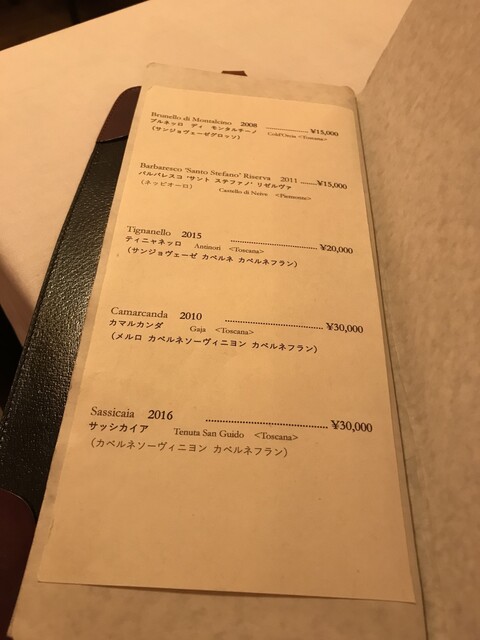 Brunello di Montalcino 2008 ............ ¥15,000
ブルネッロ ディ モンタルチーノ Cold'Orcia <Toscana>
(サンジョヴェーゼグロッソ)
Barbaresco 'Santo Stefano' Riserva 2011 ........ ¥15,000
バルバレスコ 'サント ステファノ' リゼルヴァ
(ネッビオーロ) Castello di Neive <Piemonte>
Tignanello 2015 ........................ ¥20,000
ティニャネッロ Antinori <Toscana>
(サンジョヴェーゼ カベルネ カベルネフラン)
Camarcanda 2010 ........................ ¥30,000
カマルカンダ Gaja <Toscana>
(メルロ カベルネソーヴィニヨン カベルネフラン)
Sassicaia 2016 ........................ ¥30,000
サッシカイア Tenuta San Guido <Toscana>
(カベルネソーヴィニヨン カベルネフラン)